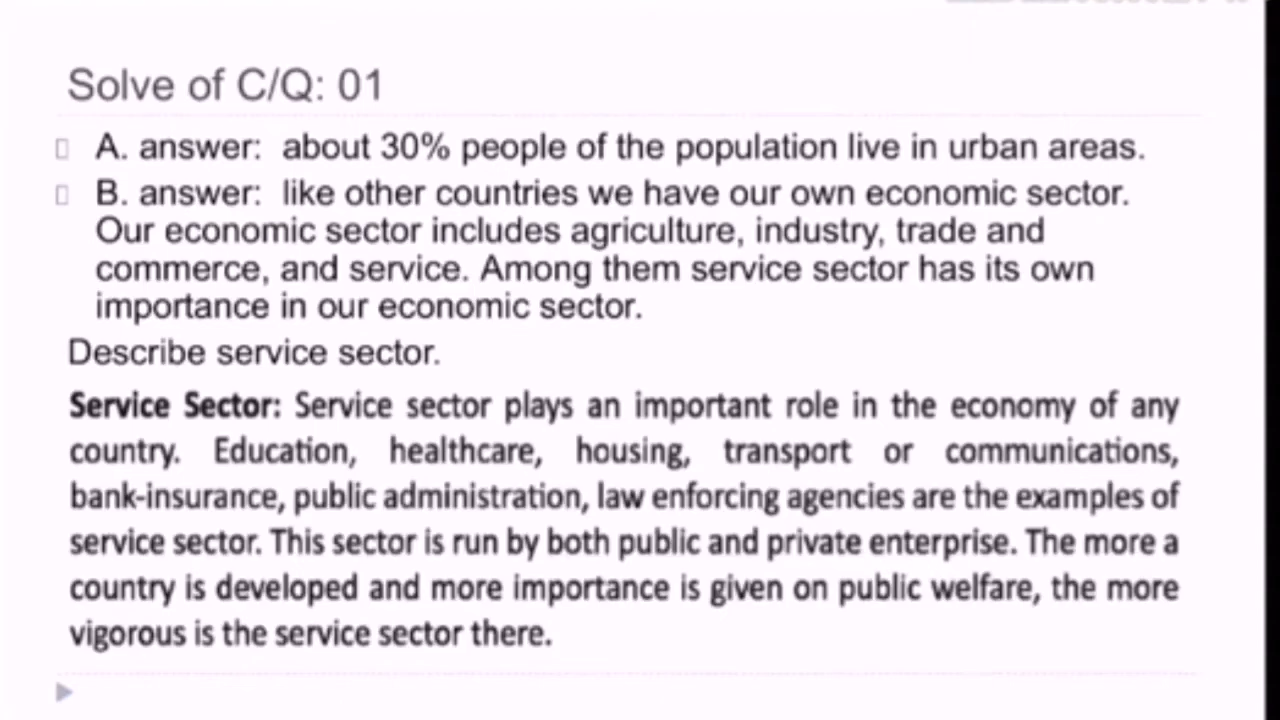 Solve of C/Q: 01
A. answer: about 30% people of the population live in urban areas.
B. answer: like other countries we have our own economic sector.
Our economic sector includes agriculture, industry, trade and
commerce, and service. Among them service sector has its own
importance in our economic sector.
Describe service sector.
Service Sector: Service sector plays an important role in the economy of any
country. Education, healthcare, housing, transport or communications,
bank-insurance, public administration, law enforcing agencies are the examples of
service sector. This sector is run by both public and private enterprise. The more a
country is developed and more importance is given on public welfare, the more
vigorous is the service sector there.